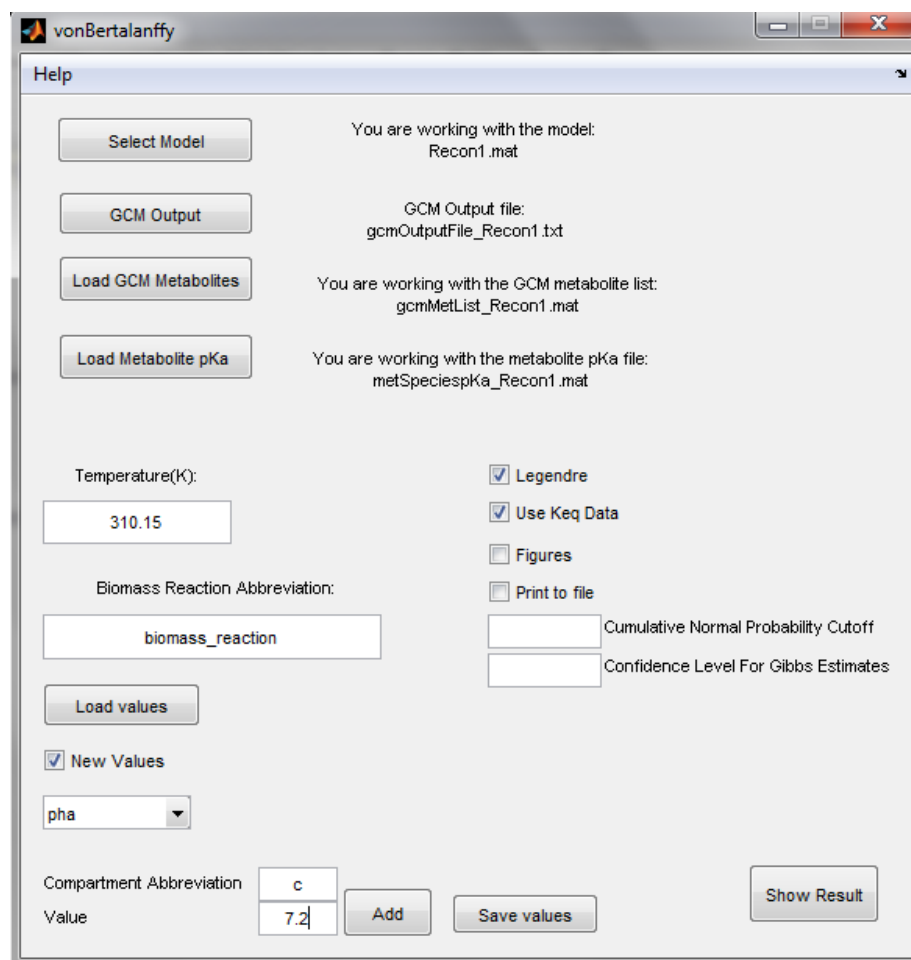 vonBertalanffy
Help
Select Model
You are working with the model:
Recon1.mat
GCM Output
GCM Output file:
gcmOutputFile_Recon1.txt
Load GCM Metabolites
You are working with the GCM metabolite list:
gcmMetList_Recon1.mat
Load Metabolite pKa
You are working with the metabolite pKa file:
metSpeciespKa_Recon1.mat
Temperature(K):
Legendre
310.15
Use Keq Data
Figures
Biomass Reaction Abbreviation:
Print to file
biomass_reaction
Cumulative Normal Probability Cutoff
Confidence Level For Gibbs Estimates
Load values
New Values
pha
Compartment Abbreviation
c
Value
7.2
Add
Save values
Show Result